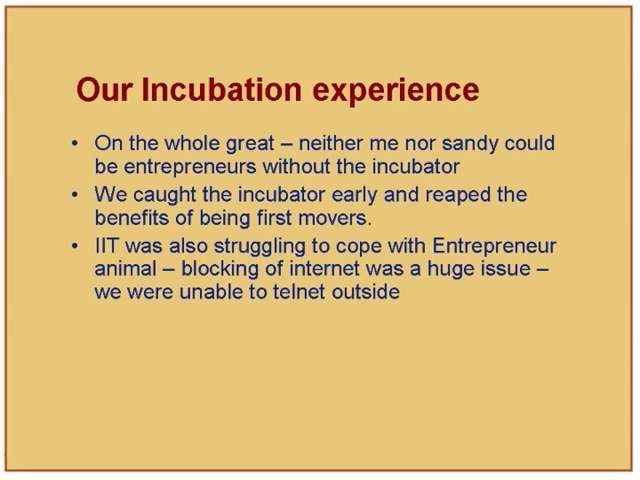 Our Incubation experience
• On the whole great – neither me nor sandy could
be entrepreneurs without the incubator
• We caught the incubator early and reaped the
benefits of being first movers.
• IIT was also struggling to cope with Entrepreneur
animal – blocking of internet was a huge issue –
we were unable to telnet outside